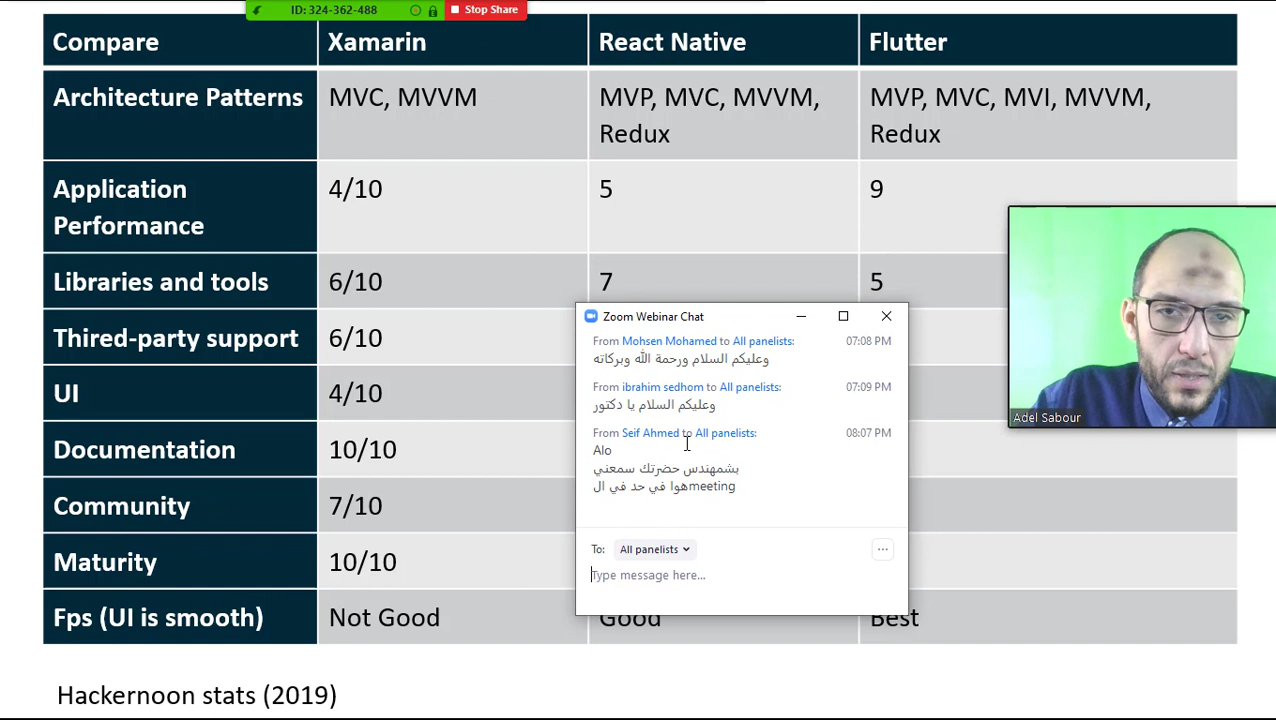 ID: 324-362-488
Stop Share
Compare
Xamarin
React Native
Flutter
Architecture Patterns
MVC, MVVM
MVP, MVC, MVVM,
Redux
MVP, MVC, MVI, MVVM,
Redux
Application
Performance
4/10
5
9
Libraries and tools
6/10
7
5
Thired-party support
6/10
UI
4/10
Documentation
10/10
Community
7/10
Maturity
10/10
Fps (UI is smooth)
Not Good
Good
Best
Hackernoon stats (2019)
Zoom Webinar Chat
From Mohsen Mohamed to All panelists:
07:08 PM
وعليكم السلام ورحمة الله وبركاته
From ibrahim sedhom to All panelists:
07:09 PM
وعليكم السلام يا دكتور
From Seif Ahmed to All panelists:
08:07 PM
Alo
بشمهندس حضرتك سمعني
هوا في حد في ال meeting
To: All panelists
Type message here...
Adel Sabour